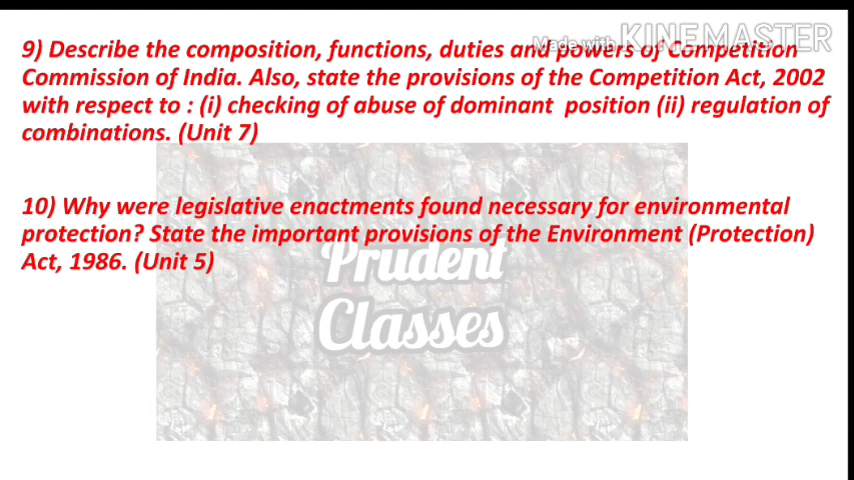 Made with KINEMASTER
9) Describe the composition, functions, duties and powers of Competition
Commission of India. Also, state the provisions of the Competition Act, 2002
with respect to : (i) checking of abuse of dominant position (ii) regulation of
combinations. (Unit 7)
10) Why were legislative enactments found necessary for environmental
protection? State the important provisions of the Environment (Protection)
Act, 1986. (Unit 5)
Prudent
Classes